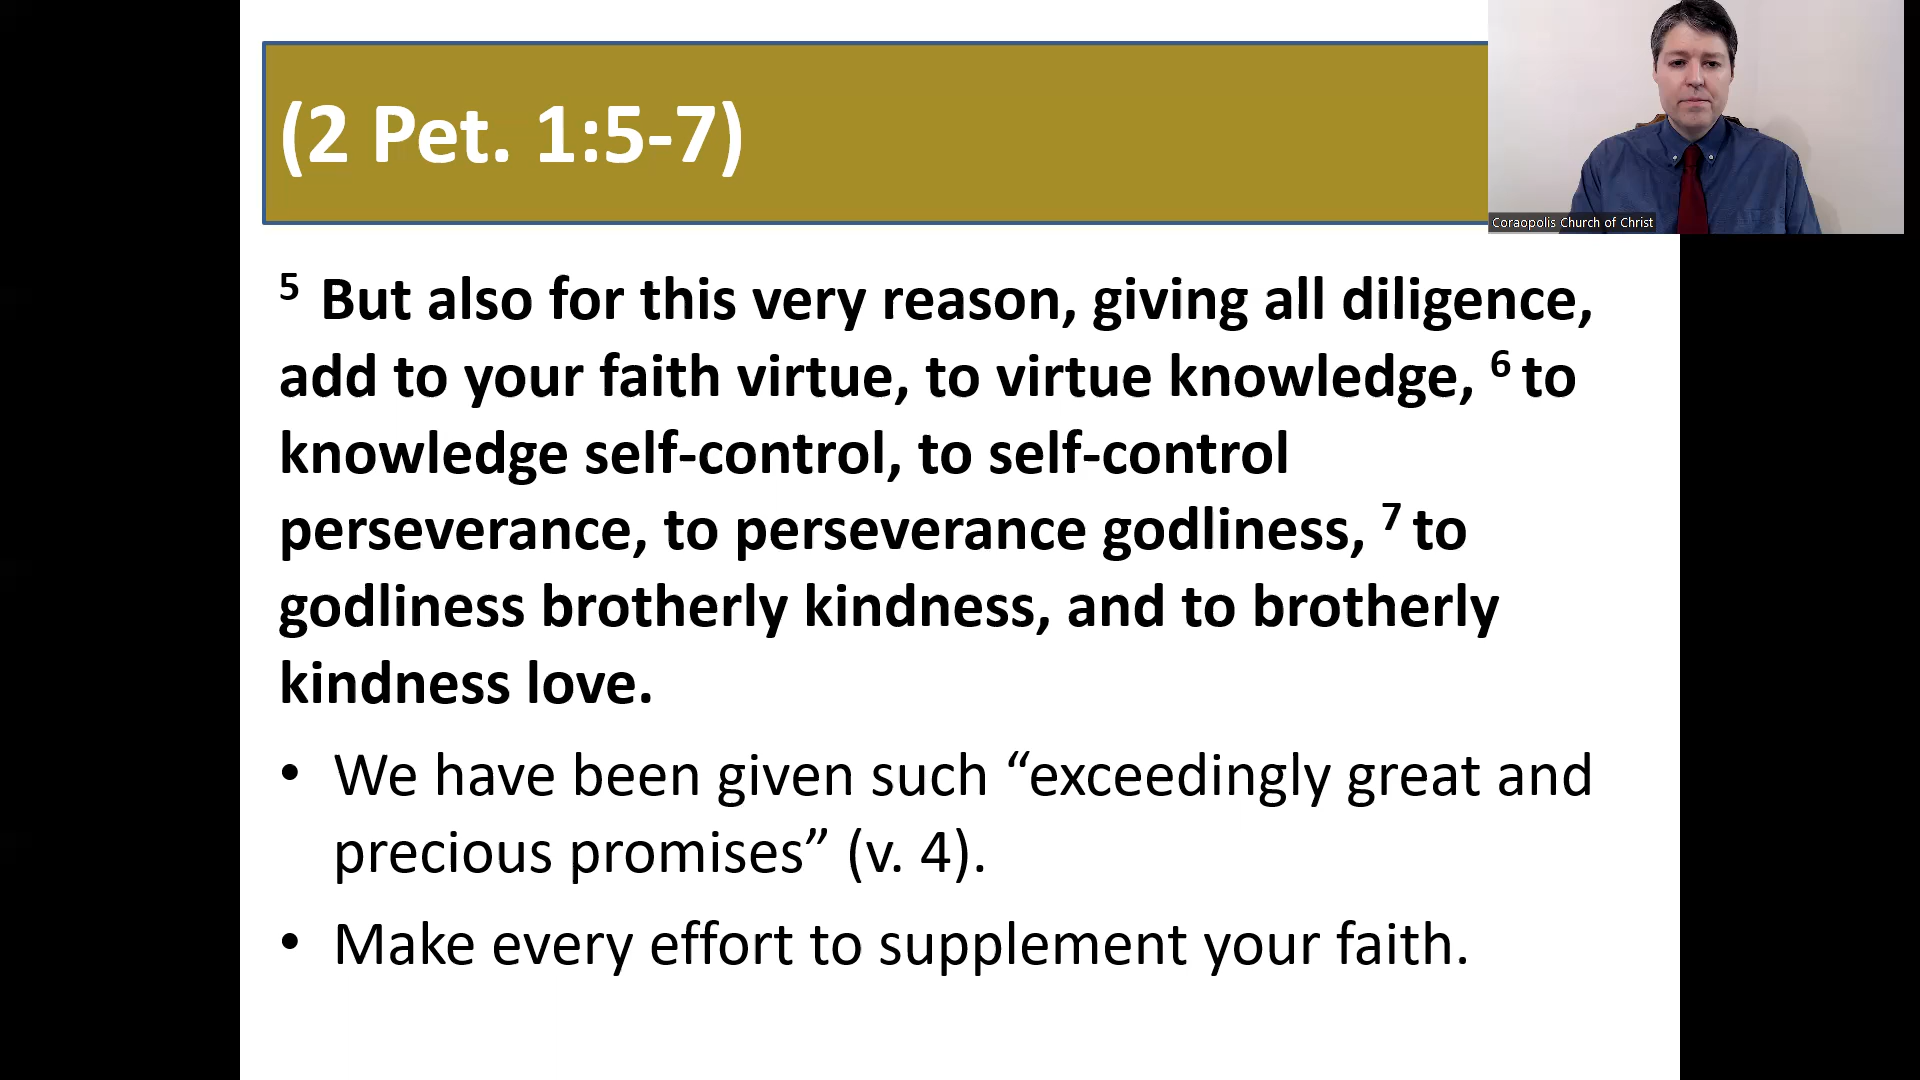 (2 Pet. 1:5-7)
Coraopolis Church of Christ
5 But also for this very reason, giving all diligence,
add to your faith virtue, to virtue knowledge, 6 to
knowledge self-control, to self-control
perseverance, to perseverance godliness, 7 to
godliness brotherly kindness, and to brotherly
kindness love.
• We have been given such “exceedingly great and
precious promises” (v. 4).
• Make every effort to supplement your faith.